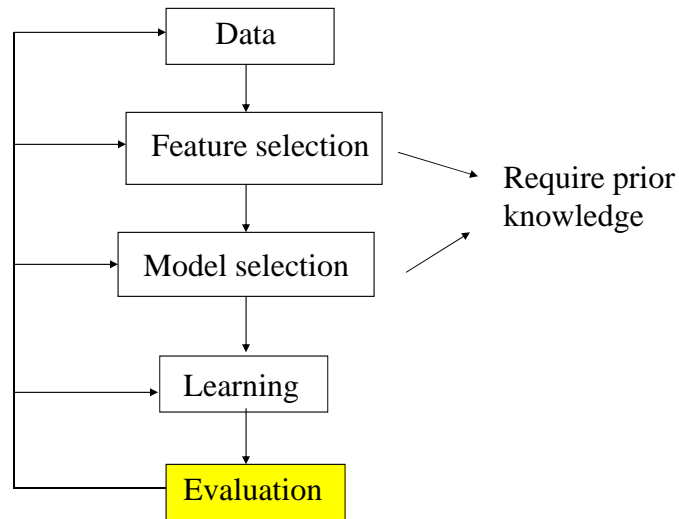 Data
Feature selection
Require prior
knowledge
Model selection
Learning
Evaluation